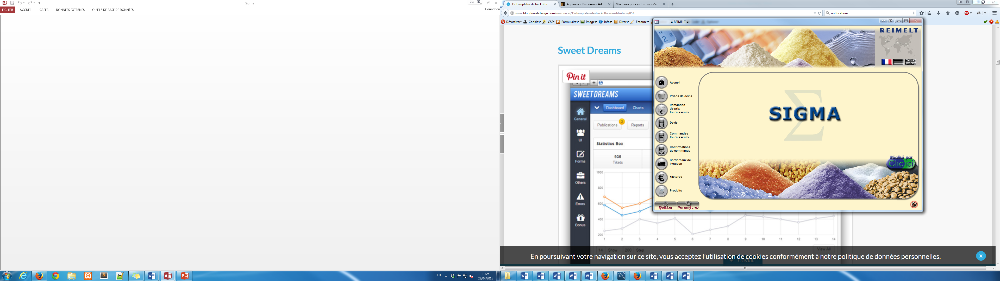 Sigma
Connexion
FICHIER ACCUEIL CRÉER DONNÉES EXTERNES OUTILS DE BASE DE DONNÉES
15 Templates de backoffic...
Aquarius - Responsive Ad...
Machines pour industries - Zep...
www.blogduwebdesign.com/ressources/15-templates-de-backoffice-en-html-css/857
notifications
Désactiver Cookies CSS Formulaires Images Infos Divers Entourer
Sweet Dreams
Pin it
SWEET DREAMS
Dashboard Charts
General
Publications 3 Reports
UI
Statistics Box
Forms
935
Tikets
Others
Errors
Bonus
1000
800
600
400
200
1 2 3 4 5 6 7 8 9 10 11 12 13 14
14 Show 200 Step
View All
-= REIMELT =-
REIMELT
Accueil
Prises de devis
Demandes
de prix
fournisseurs
Devis
Commandes
fournisseurs
Confirmations
de commande
Bordereaux de
livraison
Factures
Produits
Quitter Paramètres
Σ
SIGMA
Réalisé par
Clicici
En poursuivant votre navigation sur ce site, vous acceptez l'utilisation de cookies conformément à notre politique de données personnelles.
X
OUVRIR
FR
13:26
28/04/2015